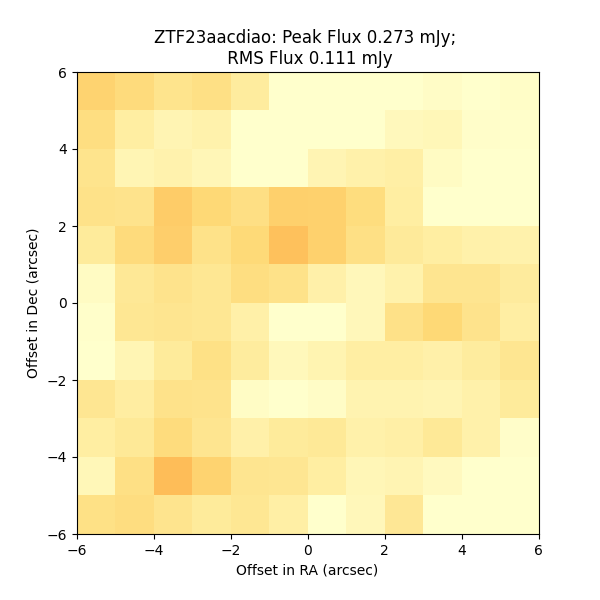 ZTF23aacdiao: Peak Flux 0.273 mJy;
RMS Flux 0.111 mJy
6
4
2
0
−2
−4
−6
Offset in Dec (arcsec)
−6 −4 −2 0 2 4 6
Offset in RA (arcsec)